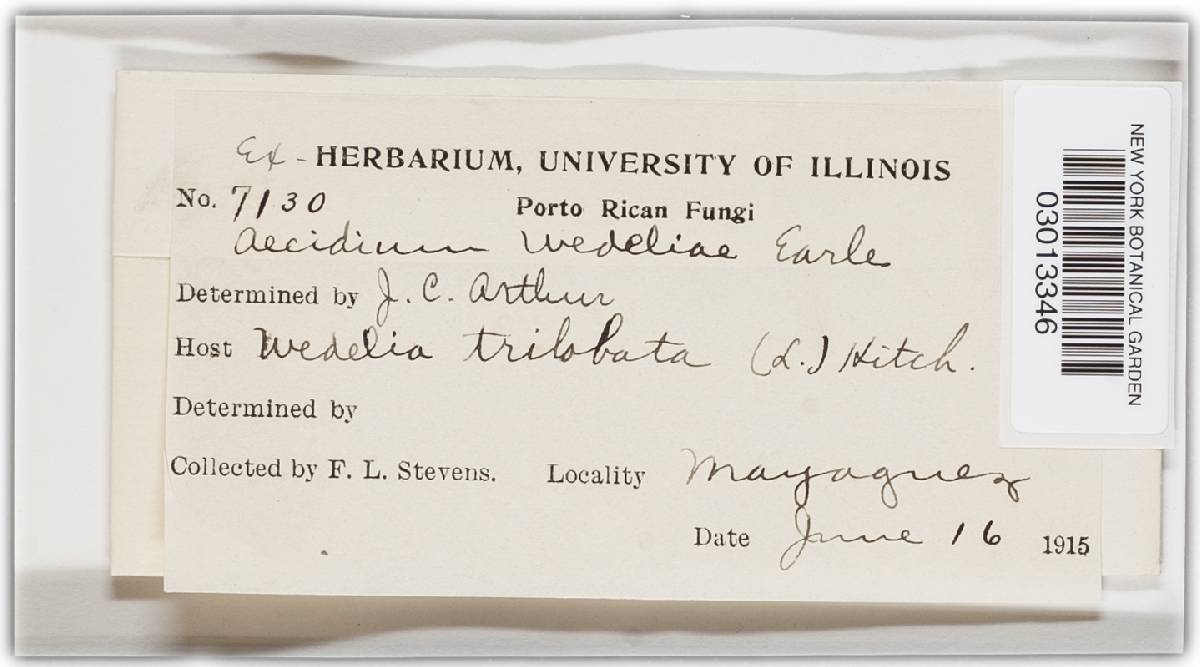 Ex - HERBARIUM, UNIVERSITY OF ILLINOIS
No. 7130
Porto Rican Fungi
Aecidium Wedeliae Earle
Determined by J. C. Arthur
Host Wedelia trilobata (L.) Hitch.
Determined by
Collected by F. L. Stevens. Locality Mayaguez
Date June 16 1915
NEW YORK BOTANICAL GARDEN
03013346